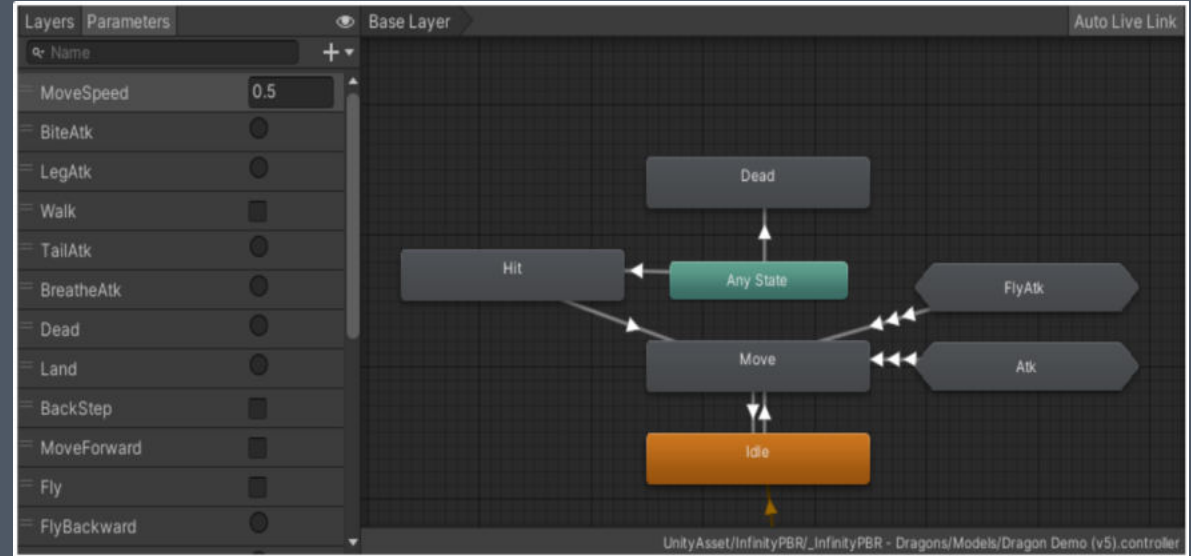 Layers Parameters Base Layer Auto Live Link
Name
MoveSpeed 0.5
BiteAtk
LegAtk
Walk
TailAtk
BreatheAtk
Dead
Land
BackStep
MoveForward
Fly
FlyBackward
Dead
Hit
Any State
FlyAtk
Move
Atk
Idle
UnityAsset/InfinityPBR/_InfinityPBR - Dragons/Models/Dragon Demo (v5).controller